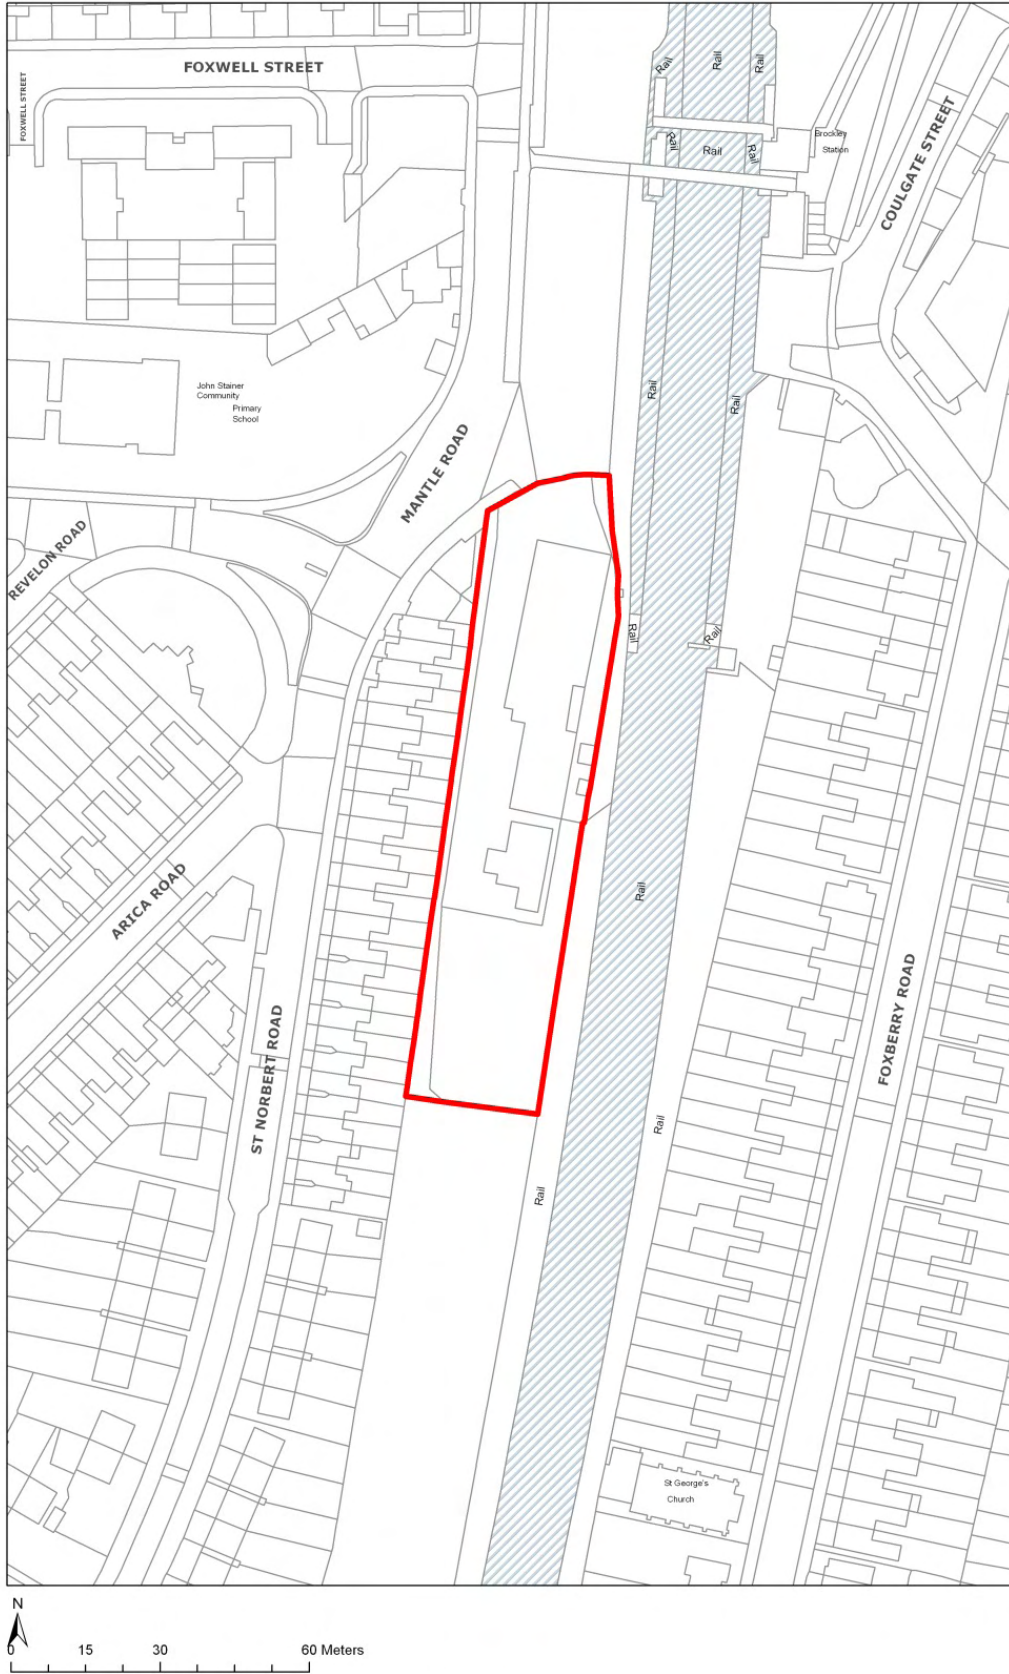 FOXWELL STREET
FOXWELL STREET
Rail
Rail
Rail
Rail
Rail
Rail
Brockley
Station
COULGATE STREET
John Stainer
Community
Primary
School
MANTLE ROAD
Rail
Rail
REVELON ROAD
Rail
Rail
ARICA ROAD
Rail
ST NORBERT ROAD
FOXBERRY ROAD
Rail
Rail
St George's
Church
N
0 15 30 60 Meters